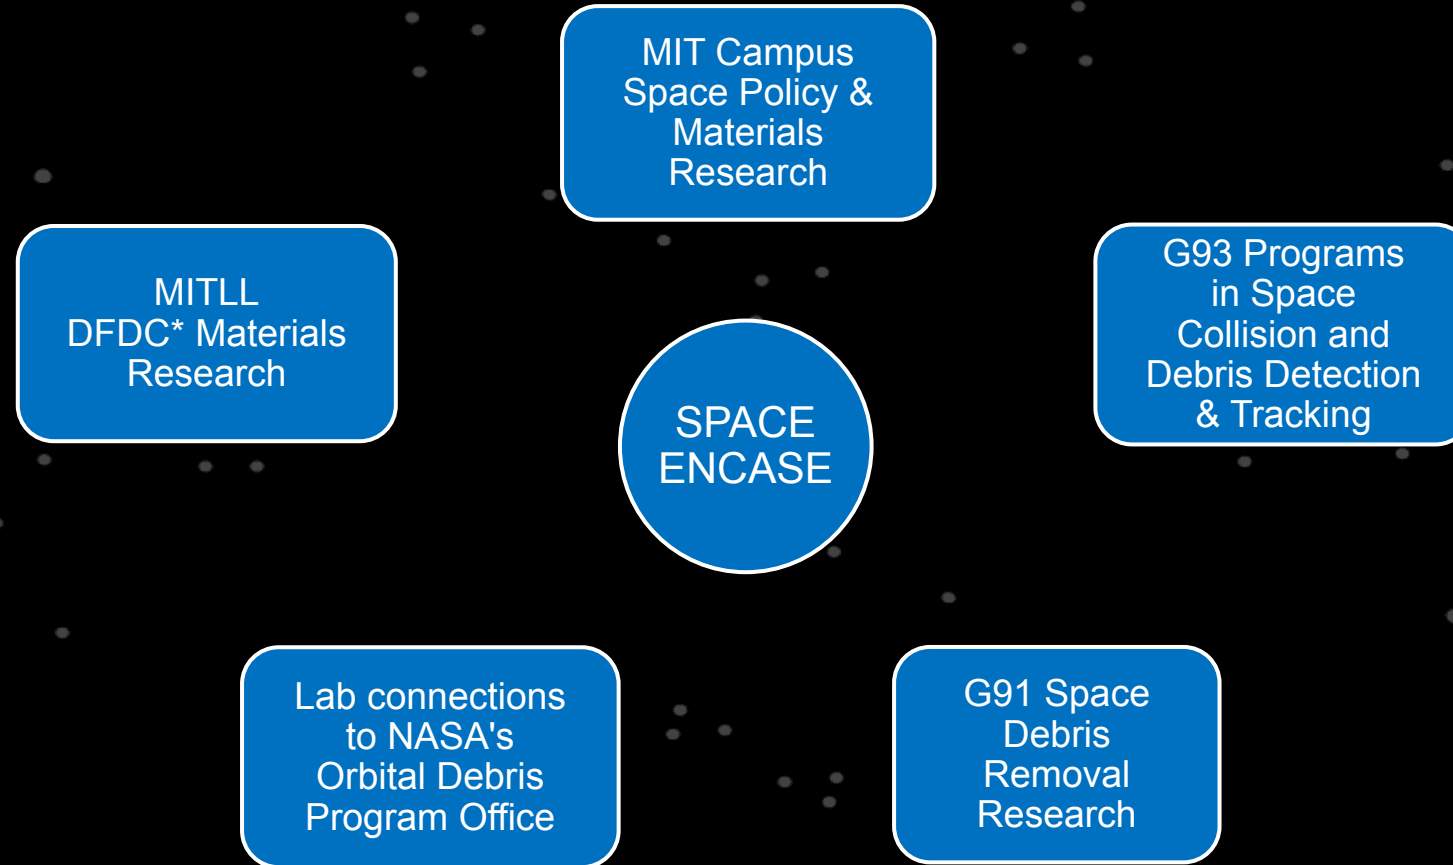 MIT Campus
Space Policy &
Materials
Research
MITLL
DFDC* Materials
Research
G93 Programs
in Space
Collision and
Debris Detection
& Tracking
SPACE
ENCASE
Lab connections
to NASA's
Orbital Debris
Program Office
G91 Space
Debris
Removal
Research